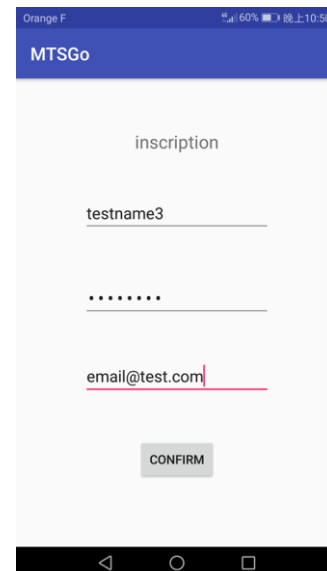 Orange F 60% 晚上10:50
MTSGo
inscription
testname3
••••••••
email@test.com
CONFIRM